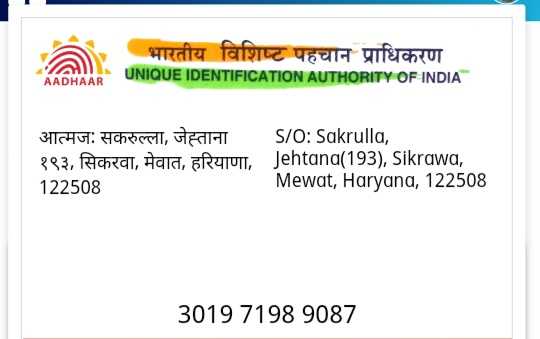 भारतीय विशिष्ट पहचान प्राधिकरण
UNIQUE IDENTIFICATION AUTHORITY OF INDIA
AADHAAR
आत्मज: सकरुल्ला, जेह्ताना
१९३, सिकरवा, मेवात, हरियाणा,
122508
S/O: Sakrulla,
Jehtana(193), Sikrawa,
Mewat, Haryana, 122508
3019 7198 9087